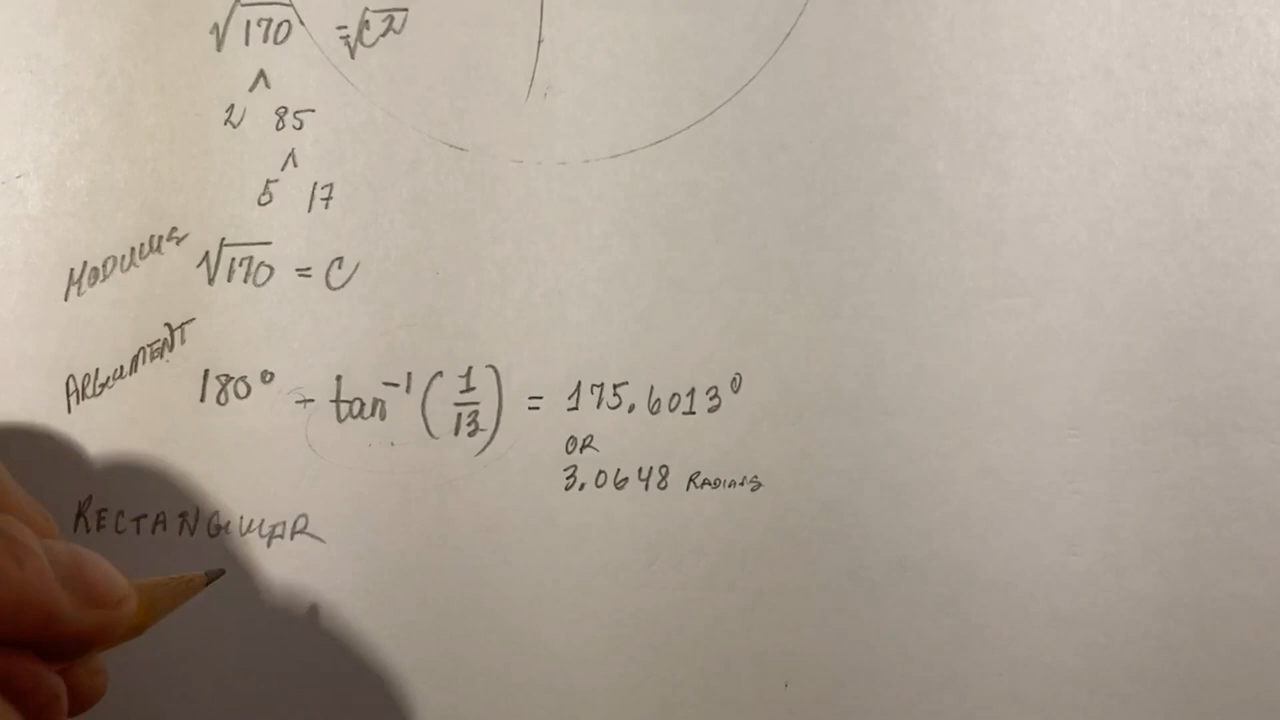 √170 = √c2
∧
2 85
∧
5 17
MODULUS √170 = C
ARGUMENT 180° - tan⁻¹(1/13) = 175.6013°
OR
3.0648 RADIANS
RECTANGULAR